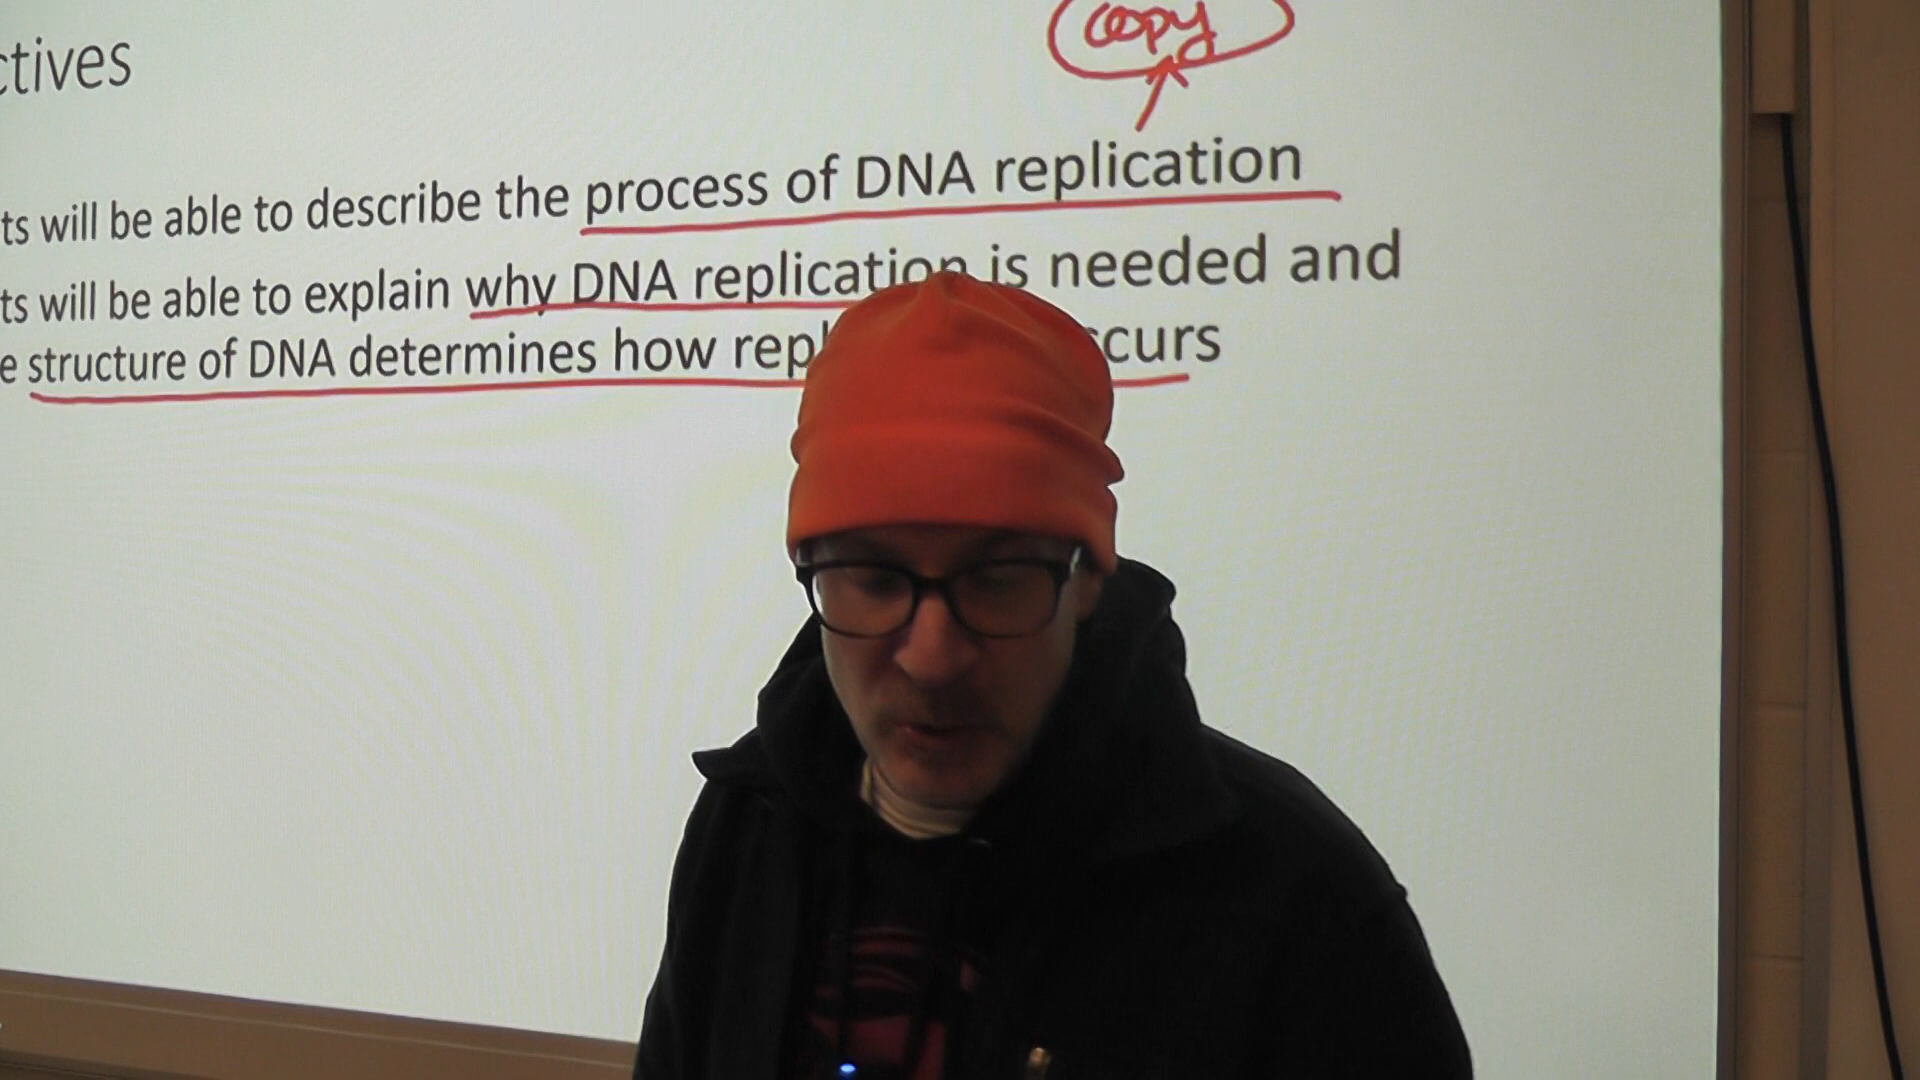 copy
ctives
ts will be able to describe the process of DNA replication
ts will be able to explain why DNA replication is needed and
e structure of DNA determines how repl ccurs